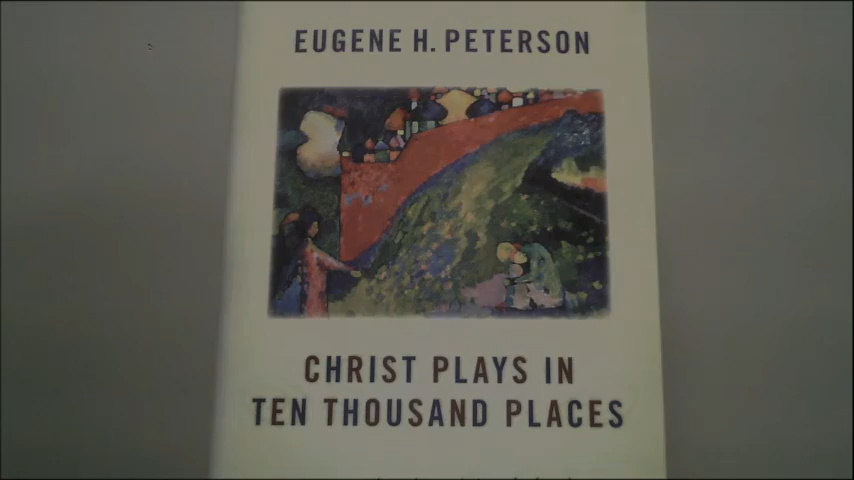 EUGENE H. PETERSON
CHRIST PLAYS IN
TEN THOUSAND PLACES